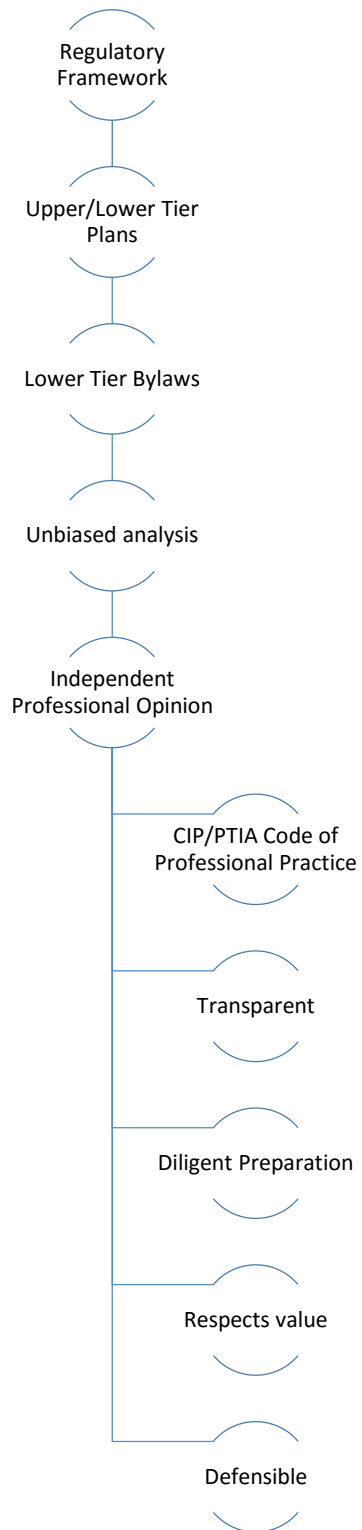 Regulatory
Framework
Upper/Lower Tier
Plans
Lower Tier Bylaws
Unbiased analysis
Independent
Professional Opinion
CIP/PTIA Code of
Professional Practice
Transparent
Diligent Preparation
Respects value
Defensible